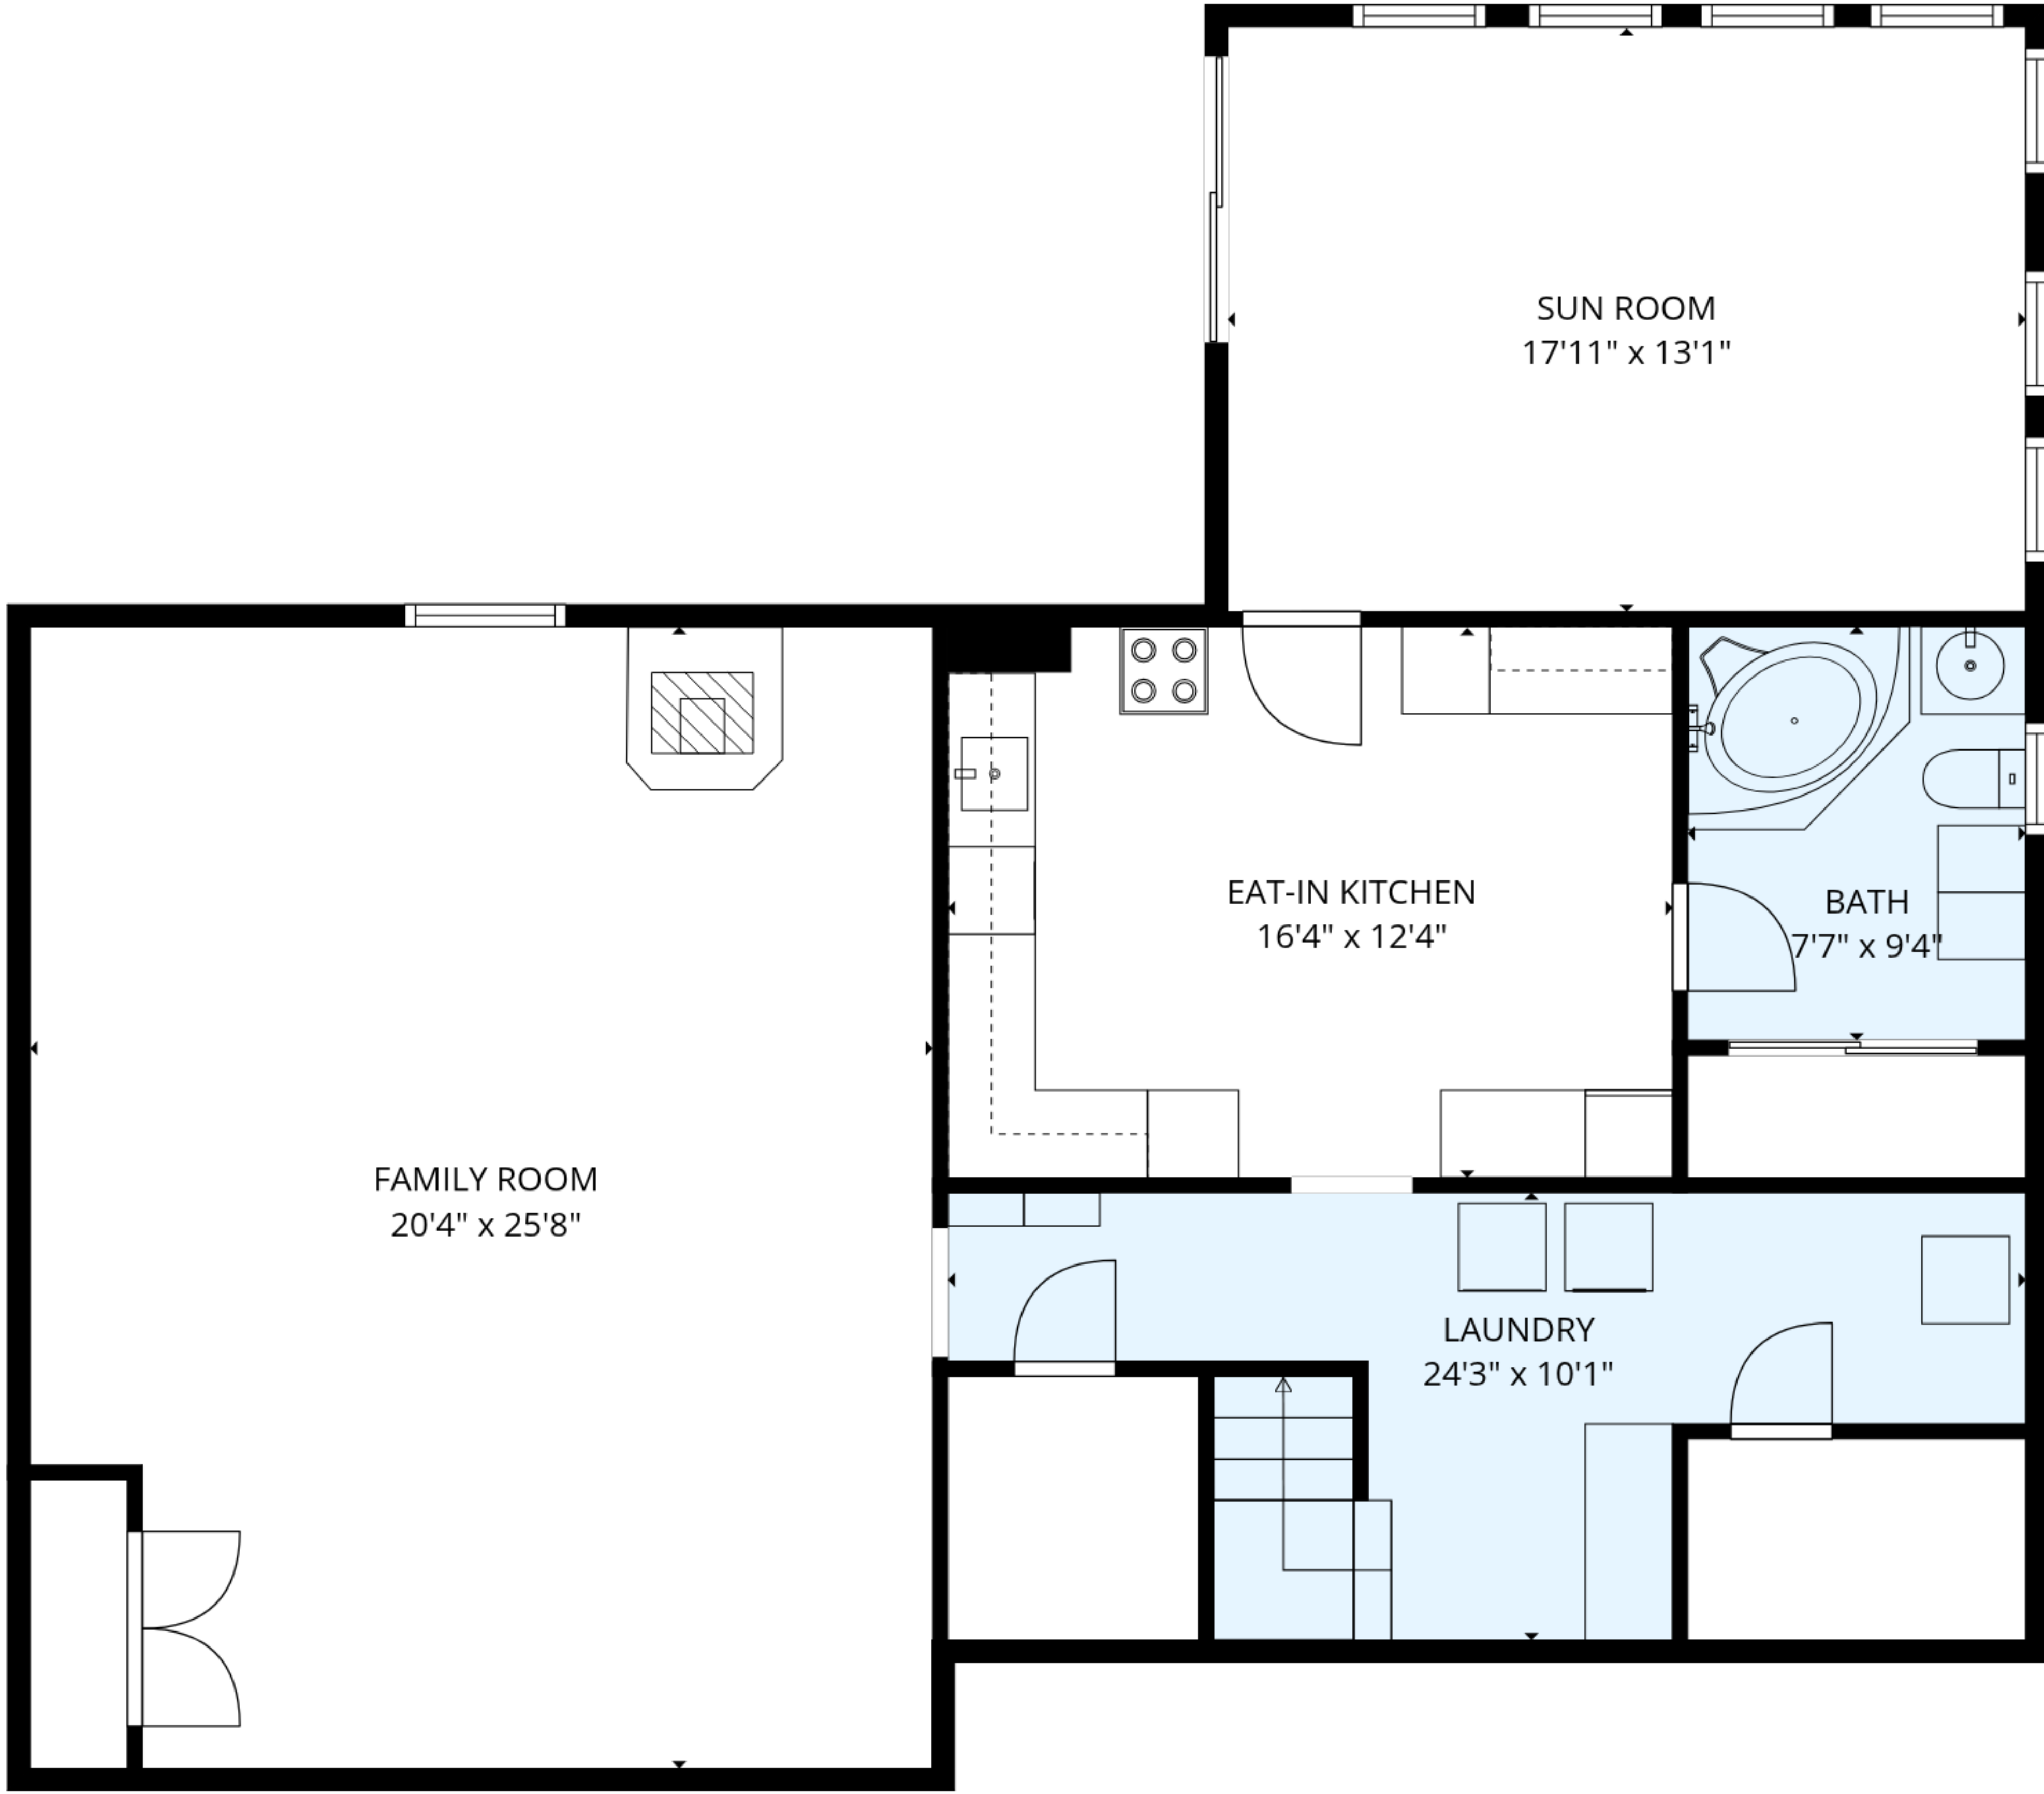 SUN ROOM
17'11" x 13'1"
EAT-IN KITCHEN
16'4" x 12'4"
BATH
7'7" x 9'4"
FAMILY ROOM
20'4" x 25'8"
LAUNDRY
24'3" x 10'1"